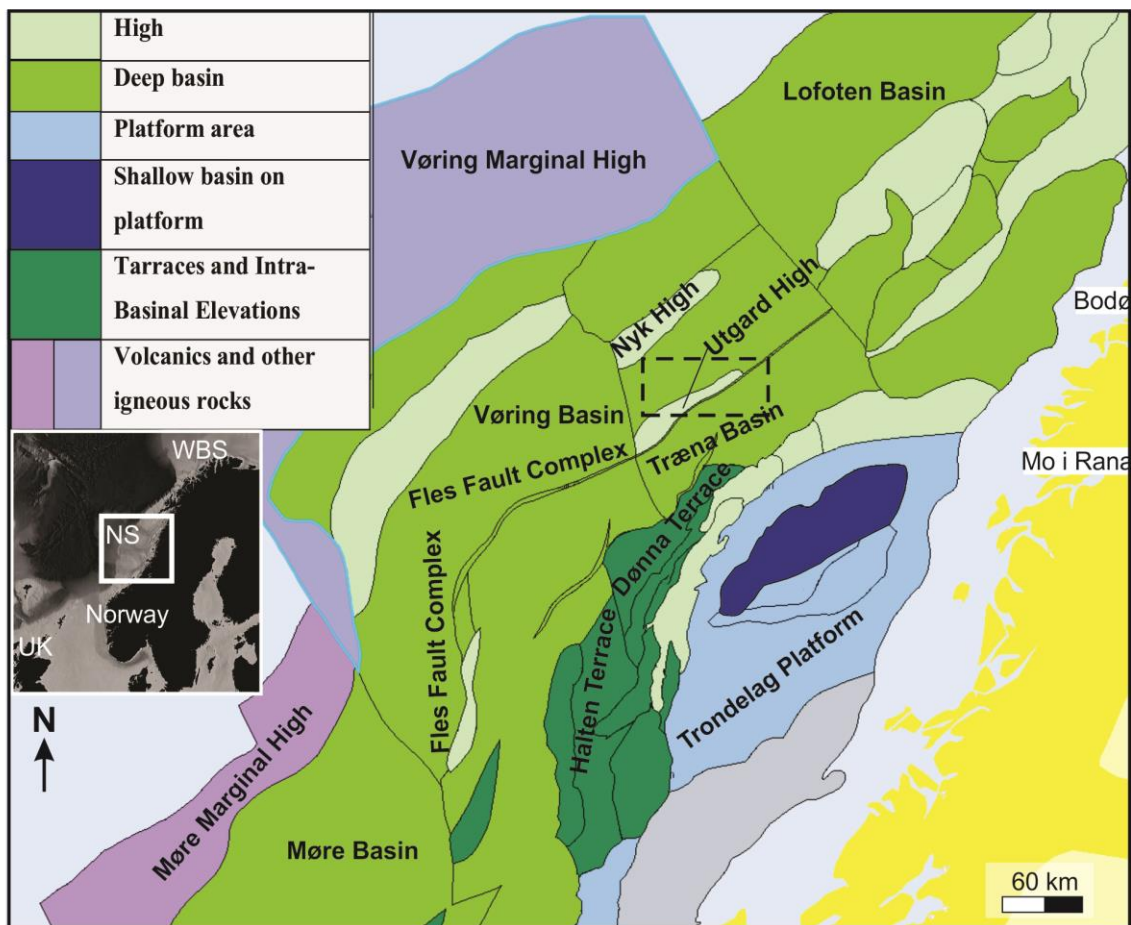 High
Deep basin
Platform area
Shallow basin on
platform
Tarraces and Intra-
Basinal Elevations
Volcanics and other
igneous rocks
WBS
NS
Norway
UK
N
Lofoten Basin
Vøring Marginal High
Bodø
Nyk High
Utgard High
Vøring Basin
Fles Fault Complex
Træna Basin
Mo i Rana
Dønna Terrace
Fles Fault Complex
Halten Terrace
Trondelag Platform
Møre Marginal High
Møre Basin
60 km